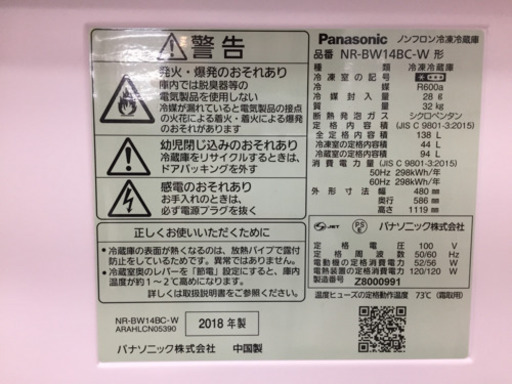 警告
発火・爆発のおそれあり
庫内では脱臭器等の
電気製品を使用しない
冷媒が漏れていると電気製品の接点
の火花による着火・着火による爆発
のおそれあり
幼児閉じ込みのおそれあり
冷蔵庫をリサイクルするときは、
ドアパッキングを外す
感電のおそれあり
お手入れのときは、
必ず電源プラグを抜く
正しくお使いいただくために
●冷蔵庫の表面が熱くなるのは、放熱パイプで露付
防止をしているためです。異常ではありません。
●冷蔵室奥のレバーを「節電」設定にすると、庫内
温度が約1〜2℃上がります。
詳しくは取扱説明書をご覧ください。
NR-BW14BC-W
ARAHLCN05390
2018年製
パナソニック株式会社 中国製
Panasonic ノンフロン冷凍冷蔵庫
品番 NR-BW14BC-W 形
種類 冷凍冷蔵庫
冷凍室の記号
冷媒 R600a
冷媒封入量 28 g
質量 32 kg
断熱発泡ガス シクロペンタン
定格内容積 (JIS C 9801-3:2015)
全定格内容積 138 L
冷凍室の定格内容積 44 L
冷蔵室の定格内容積 94 L
消費電力量 (JIS C 9801-3:2015)
50Hz 298kWh/年
60Hz 298kWh/年
外形寸法 幅 480 mm
奥行 586 mm
高さ 1119 mm
JET PSE パナソニック株式会社
定格電圧 100 V
定格周波数 50/60 Hz
電動機の定格消費電力 52/56 W
電熱装置の定格消費電力 120/120 W
Z8000991
温度ヒューズの定格動作温度 73℃ (霜取用)